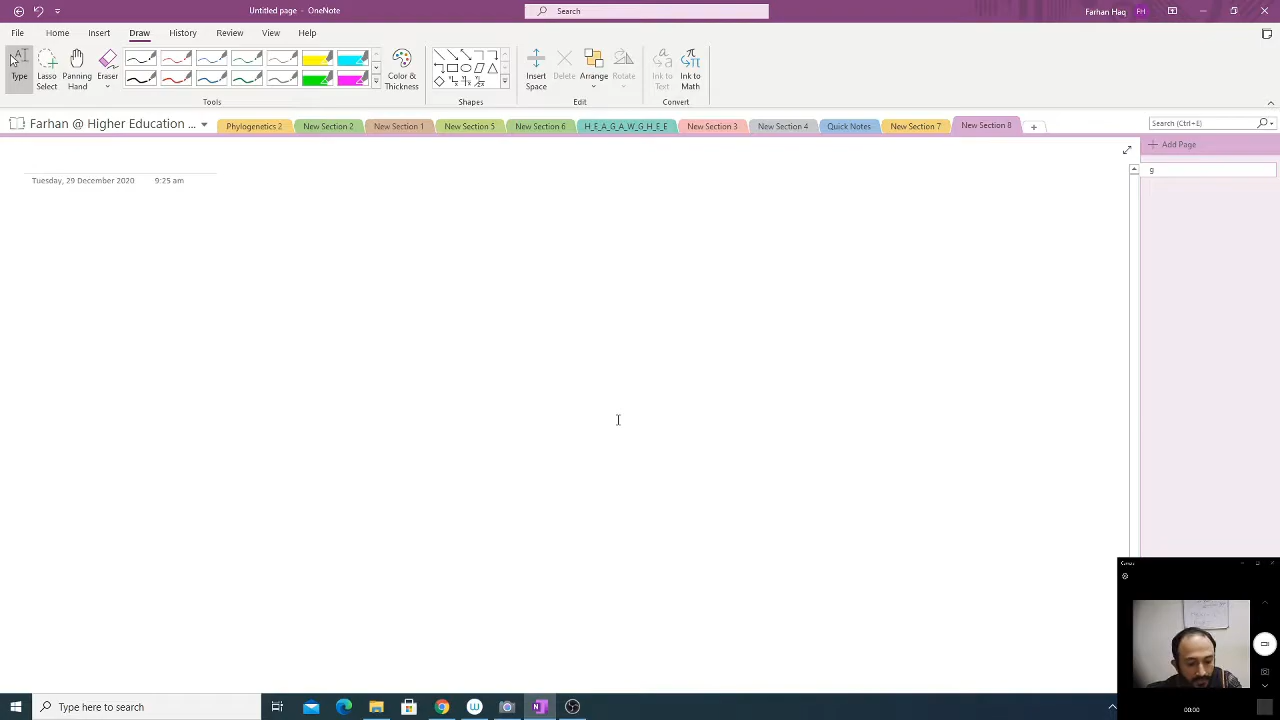 Untitled page - OneNote
Search
Farhan Haq
FH
File
Home
Insert
Draw
History
Review
View
Help
Type
Lasso Select
Panning Hand
Eraser
Color & Thickness
Insert Space
Delete
Arrange
Rotate
Ink to Text
Ink to Math
Tools
Shapes
Edit
Convert
Farhan @ Higher Education ...
Phylogenetics 2
New Section 2
New Section 1
New Section 5
New Section 6
H_E_A_G_A_W_G_H_E_E
New Section 3
New Section 4
Quick Notes
New Section 7
New Section 8
Search (Ctrl+E)
Add Page
g
Tuesday, 29 December 2020
9:25 am
00:00
Type here to search